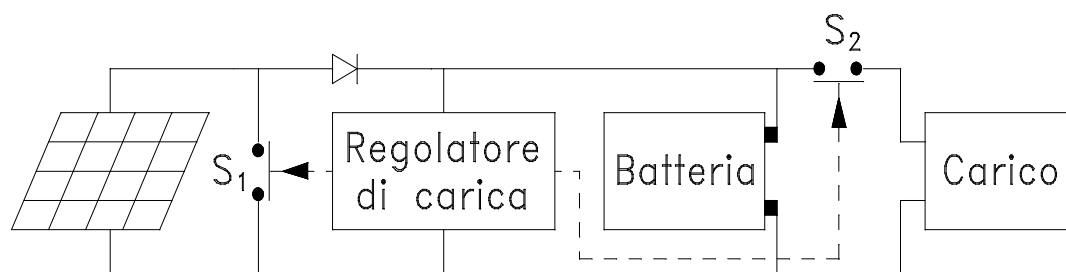 S₂
S₁
Regolatore
di carica
Batteria
Carico